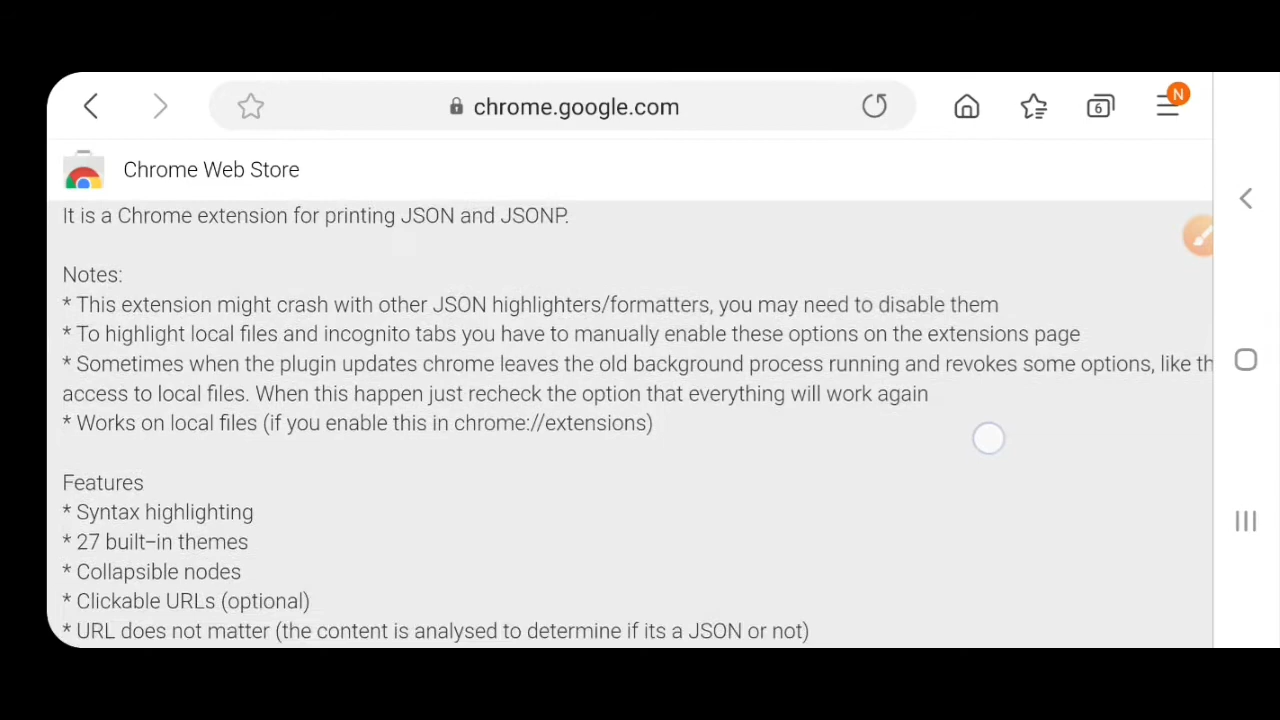 chrome.google.com
6
N
Chrome Web Store
It is a Chrome extension for printing JSON and JSONP.
Notes:
* This extension might crash with other JSON highlighters/formatters, you may need to disable them
* To highlight local files and incognito tabs you have to manually enable these options on the extensions page
* Sometimes when the plugin updates chrome leaves the old background process running and revokes some options, like th
access to local files. When this happen just recheck the option that everything will work again
* Works on local files (if you enable this in chrome://extensions)
Features
* Syntax highlighting
* 27 built-in themes
* Collapsible nodes
* Clickable URLs (optional)
* URL does not matter (the content is analysed to determine if its a JSON or not)